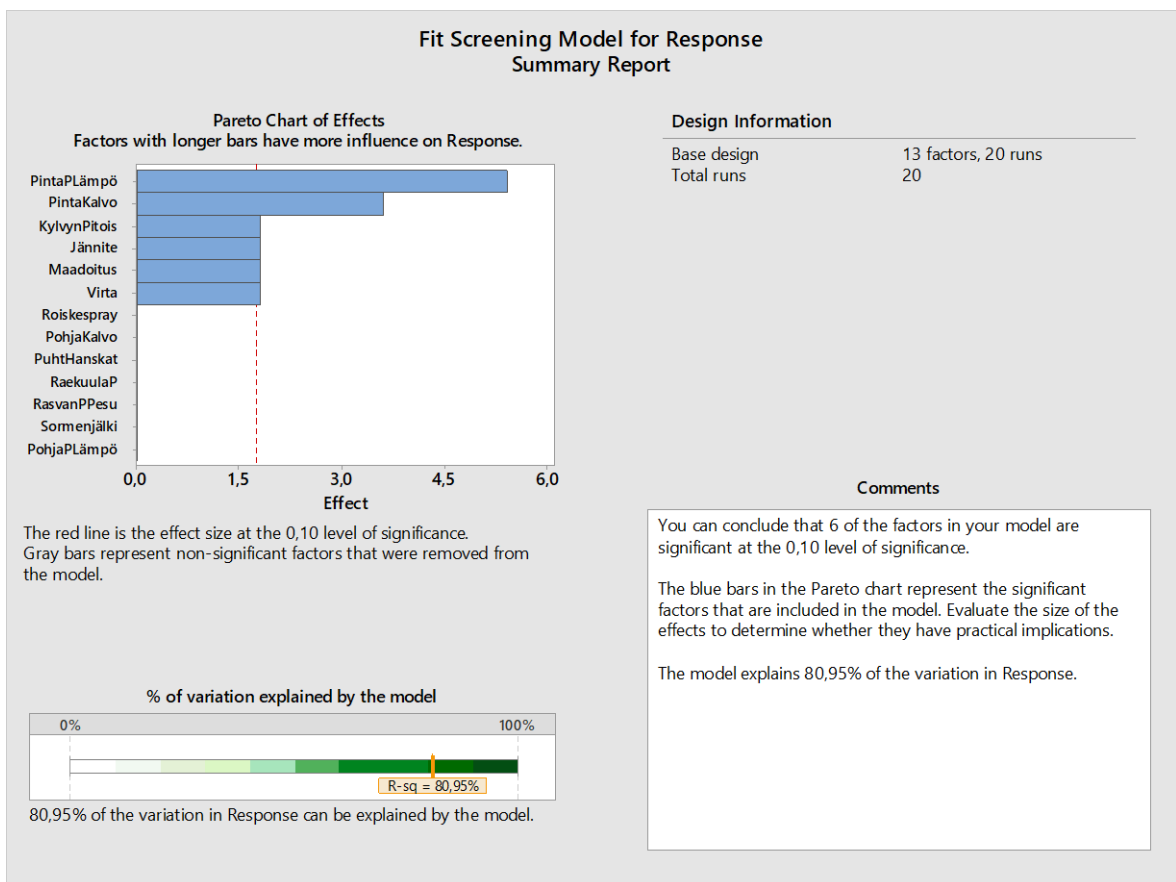 Fit Screening Model for Response
Summary Report
Pareto Chart of Effects
Factors with longer bars have more influence on Response.
PintaPLämpö
PintaKalvo
KylvynPitois
Jännite
Maadoitus
Virta
Roiskespray
PohjaKalvo
PuhtHanskat
RaekuulaP
RasvanPPesu
Sormenjälki
PohjaPLämpö
0,0 1,5 3,0 4,5 6,0
Effect
The red line is the effect size at the 0,10 level of significance.
Gray bars represent non-significant factors that were removed from
the model.
% of variation explained by the model
0% 100%
R-sq = 80,95%
80,95% of the variation in Response can be explained by the model.
Design Information
Base design 13 factors, 20 runs
Total runs 20
Comments
You can conclude that 6 of the factors in your model are
significant at the 0,10 level of significance.
The blue bars in the Pareto chart represent the significant
factors that are included in the model. Evaluate the size of the
effects to determine whether they have practical implications.
The model explains 80,95% of the variation in Response.